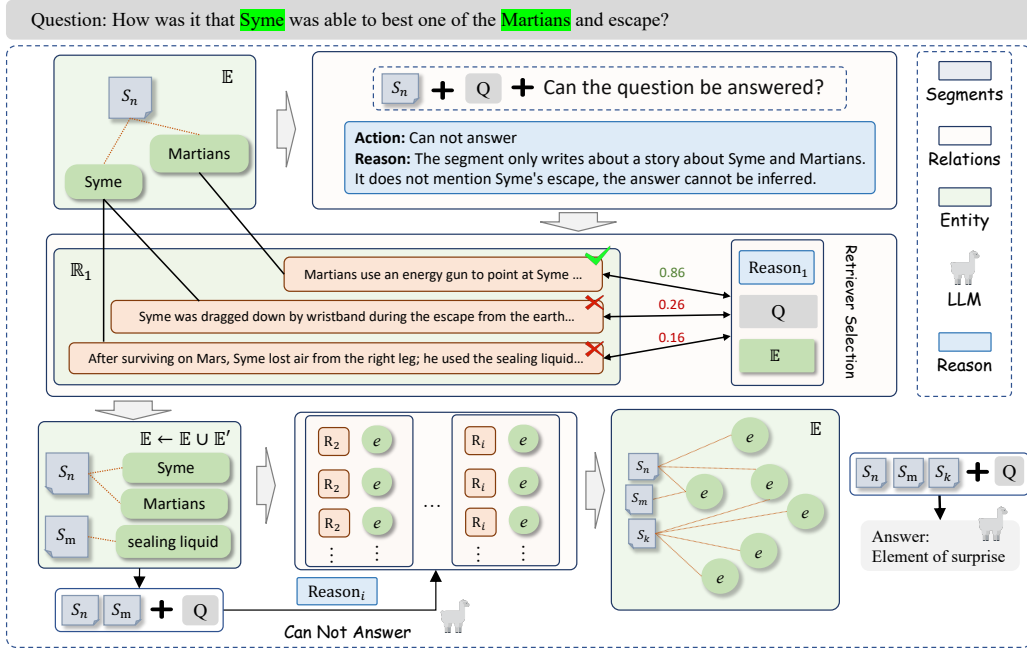 Question: How was it that Syme was able to best one of the Martians and escape?
𝔼
Sₙ
Martians
Syme
Sₙ + Q + Can the question be answered?
Action: Can not answer
Reason: The segment only writes about a story about Syme and Martians.
It does not mention Syme's escape, the answer cannot be inferred.
Segments
Relations
Entity
LLM
Reason
ℝ₁
Martians use an energy gun to point at Syme ...
Syme was dragged down by wristband during the escape from the earth...
After surviving on Mars, Syme lost air from the right leg; he used the sealing liquid...
0.86
0.26
0.16
Reason₁
Q
𝔼
Retriever Selection
𝔼 ← 𝔼 ∪ 𝔼′
Sₙ
Syme
Martians
Sₘ
sealing liquid
Sₙ Sₘ + Q
R₂ e
R₂ e
R₂ e
⋮ ⋮
...
Rᵢ e
Rᵢ e
Rᵢ e
⋮ ⋮
Reasonᵢ
Can Not Answer
𝔼
Sₙ
Sₘ
Sₖ
e
e
e
e
e
e
Sₙ Sₘ Sₖ + Q
Answer:
Element of surprise